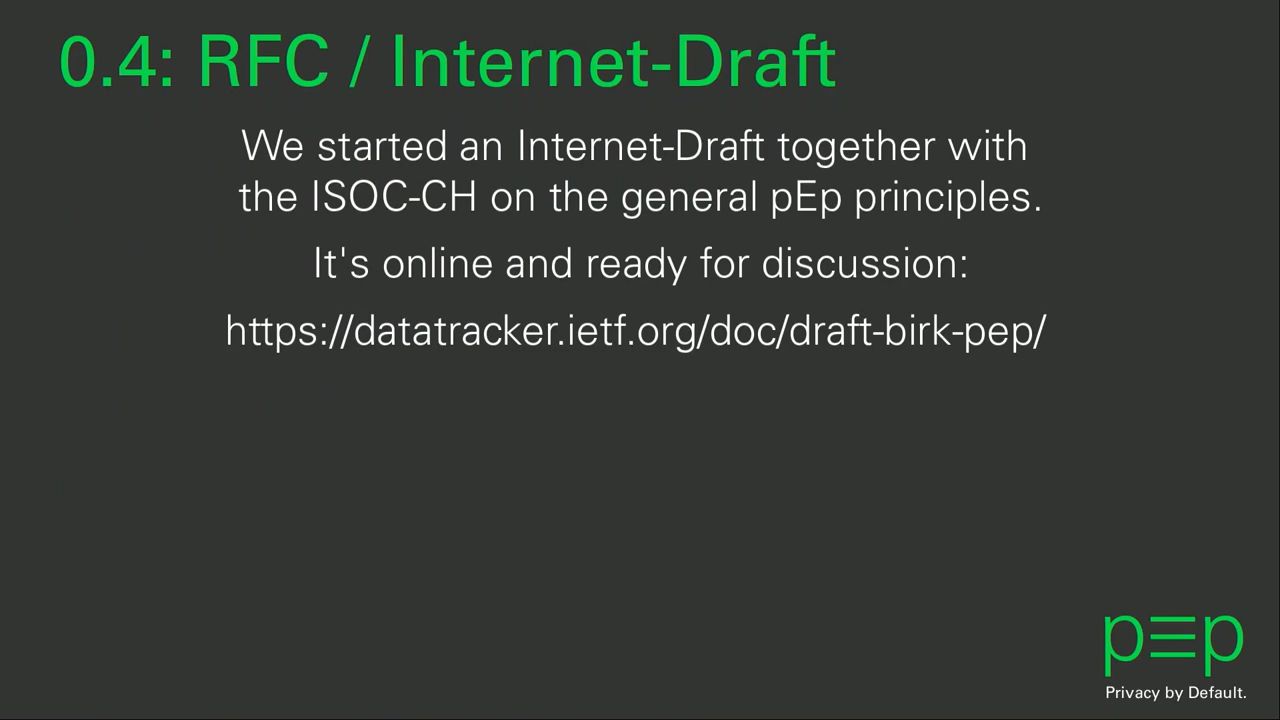 0.4: RFC / Internet-Draft
We started an Internet-Draft together with
the ISOC-CH on the general pEp principles.
It's online and ready for discussion:
https://datatracker.ietf.org/doc/draft-birk-pep/
p≡p
Privacy by Default.